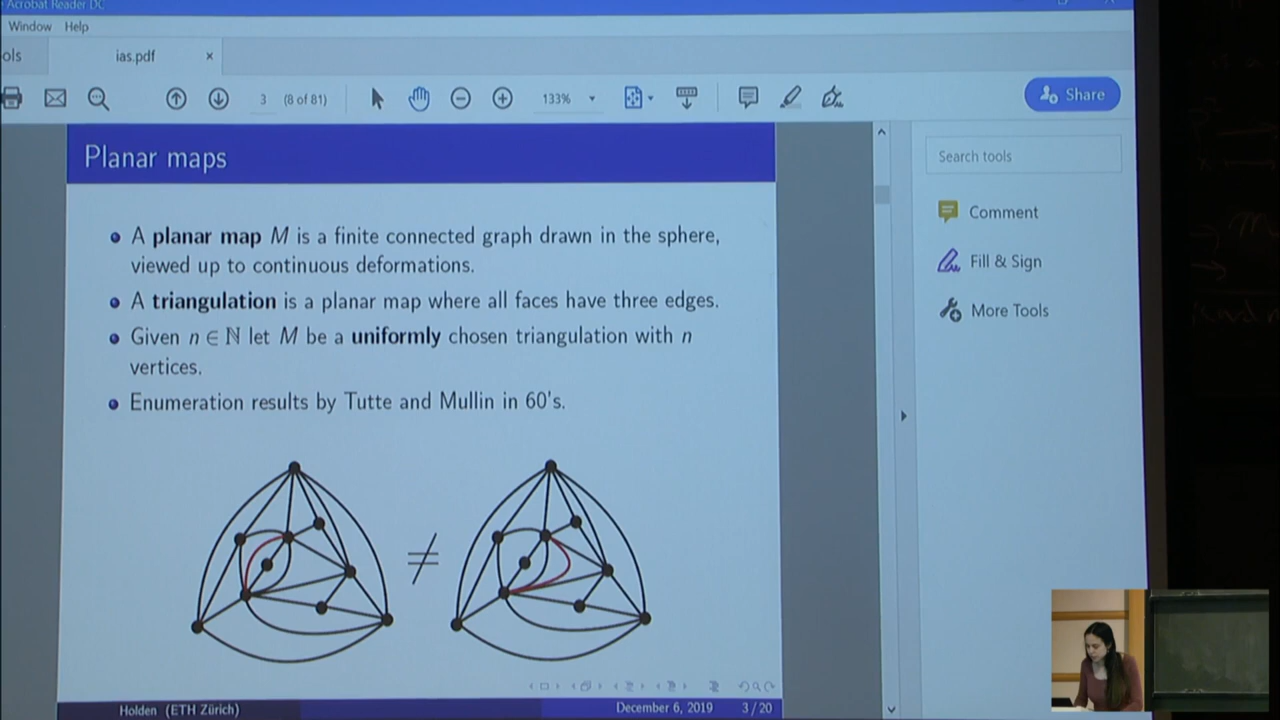 Acrobat Reader DC
Window Help
ols
ias.pdf ×
3 (8 of 81)
133%
Share
Planar maps
Search tools
Comment
Fill & Sign
More Tools
A planar map M is a finite connected graph drawn in the sphere,
viewed up to continuous deformations.
A triangulation is a planar map where all faces have three edges.
Given n ∈ ℕ let M be a uniformly chosen triangulation with n
vertices.
Enumeration results by Tutte and Mullin in 60's.
≠
Holden (ETH Zürich)
December 6, 2019
3 / 20